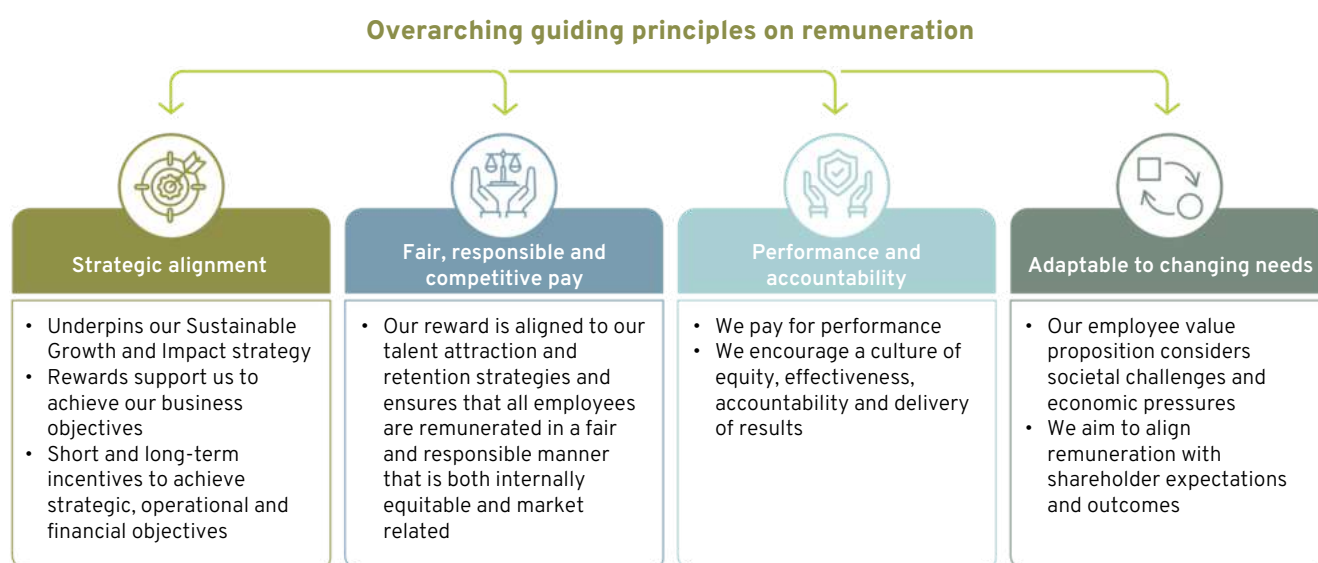 Overarching guiding principles on remuneration
Strategic alignment
• Underpins our Sustainable
Growth and Impact strategy
• Rewards support us to
achieve our business
objectives
• Short and long-term
incentives to achieve
strategic, operational and
financial objectives
Fair, responsible and
competitive pay
• Our reward is aligned to our
talent attraction and
retention strategies and
ensures that all employees
are remunerated in a fair
and responsible manner
that is both internally
equitable and market
related
Performance and
accountability
• We pay for performance
• We encourage a culture of
equity, effectiveness,
accountability and delivery
of results
Adaptable to changing needs
• Our employee value
proposition considers
societal challenges and
economic pressures
• We aim to align
remuneration with
shareholder expectations
and outcomes